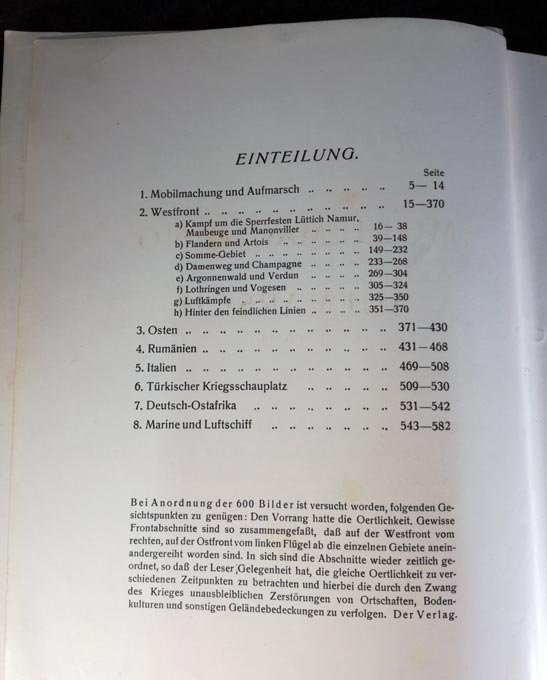 EINTEILUNG.
Seite
1. Mobilmachung und Aufmarsch .. .. .. .. .. 5— 14
2. Westfront .. .. .. .. .. .. .. .. .. .. .. 15—370
a) Kampf um die Sperrfesten Lüttich Namur,
Maubeuge und Manonviller .. .. .. .. 16— 38
b) Flandern und Artois .. .. .. .. .. 39—148
c) Somme-Gebiet .. .. .. .. .. .. .. 149—232
d) Damenweg und Champagne .. .. .. .. 233—268
e) Argonnenwald und Verdun .. .. .. .. 269—304
f) Lothringen und Vogesen .. .. .. .. .. 305—324
g) Luftkämpfe .. .. .. .. .. .. .. 325—350
h) Hinter den feindlichen Linien .. .. .. .. 351—370
3. Osten .. .. .. .. .. .. .. .. .. .. 371—430
4. Rumänien .. .. .. .. .. .. .. .. .. 431—468
5. Italien .. .. .. .. .. .. .. .. .. .. 469—508
6. Türkischer Kriegsschauplatz .. .. .. .. .. 509—530
7. Deutsch-Ostafrika .. .. .. .. .. .. .. 531—542
8. Marine und Luftschiff .. .. .. .. .. .. 543—582
Bei Anordnung der 600 Bilder ist versucht worden, folgenden Ge-
sichtspunkten zu genügen: Den Vorrang hatte die Oertlichkeit. Gewisse
Frontabschnitte sind so zusammengefaßt, daß auf der Westfront vom
rechten, auf der Ostfront vom linken Flügel ab die einzelnen Gebiete anein-
andergereiht worden sind. In sich sind die Abschnitte wieder zeitlich ge-
ordnet, so daß der Leser Gelegenheit hat, die gleiche Oertlichkeit zu ver-
schiedenen Zeitpunkten zu betrachten und hierbei die durch den Zwang
des Krieges unausbleiblichen Zerstörungen von Ortschaften, Boden-
kulturen und sonstigen Geländebedeckungen zu verfolgen. Der Verlag.